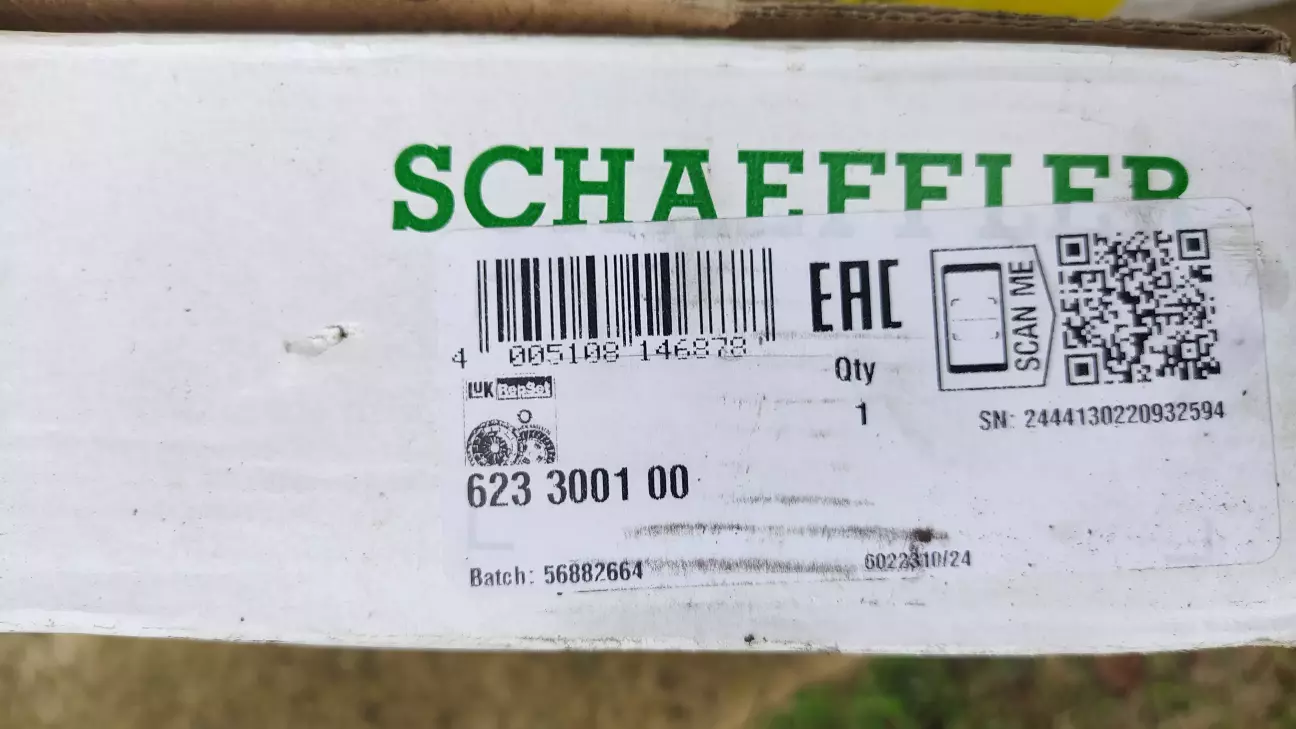 SCHAEFFLER
EAC
SCAN ME
4 005108 146878
Qty
1
SN: 2444130220932594
LUK RepSet
623 3001 00
Batch: 56882664